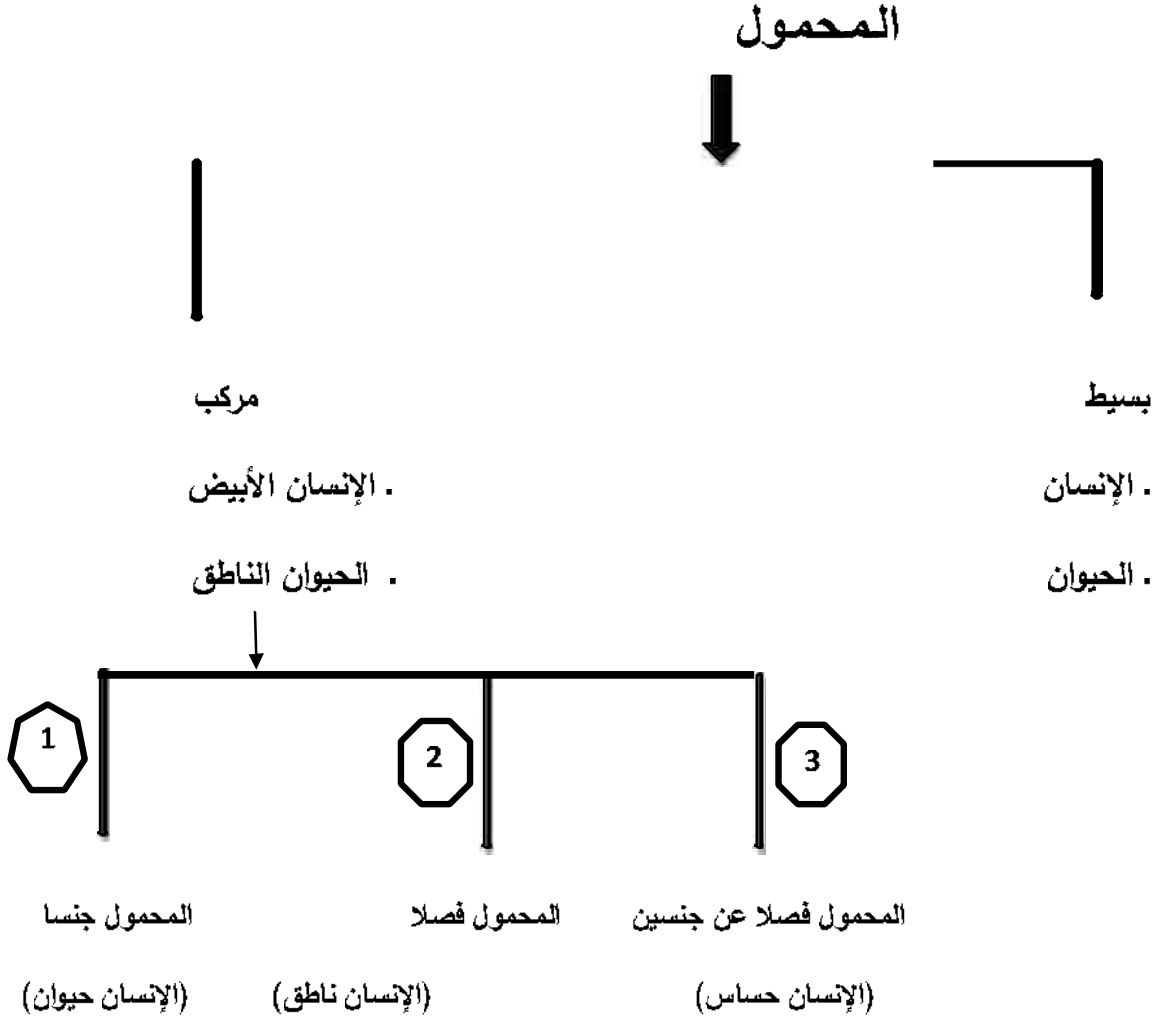 المحمول
بسيط
مركب
. الإنسان
. الإنسان الأبيض
. الحيوان
. الحيوان الناطق
3
2
1
المحمول فصلا عن جنسين
المحمول فصلا
المحمول جنسا
(الإنسان حساس)
(الإنسان ناطق)
(الإنسان حيوان)